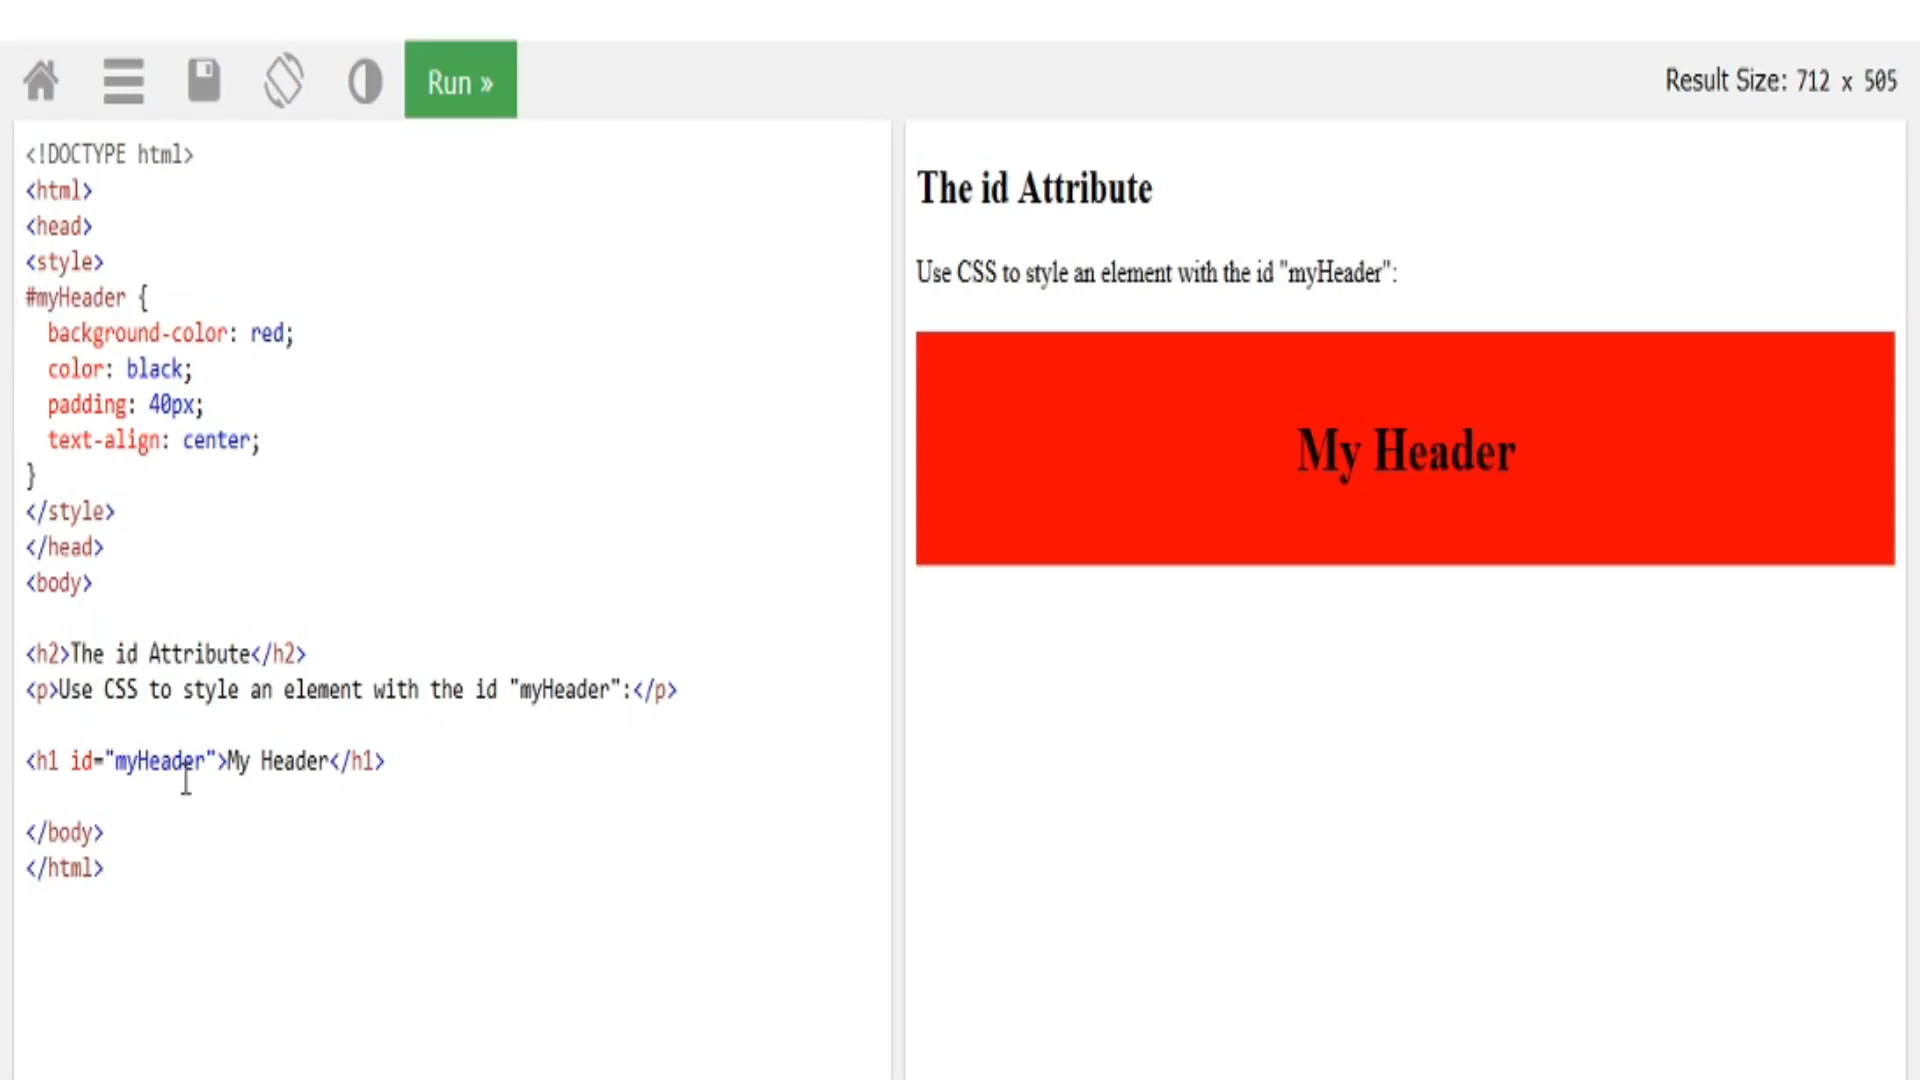 Run »
Result Size: 712 x 505
<!DOCTYPE html>
<html>
<head>
<style>
#myHeader {
  background-color: red;
  color: black;
  padding: 40px;
  text-align: center;
}
</style>
</head>
<body>
<h2>The id Attribute</h2>
<p>Use CSS to style an element with the id "myHeader":</p>
<h1 id="myHeader">My Header</h1>
</body>
</html>
The id Attribute
Use CSS to style an element with the id "myHeader":
My Header